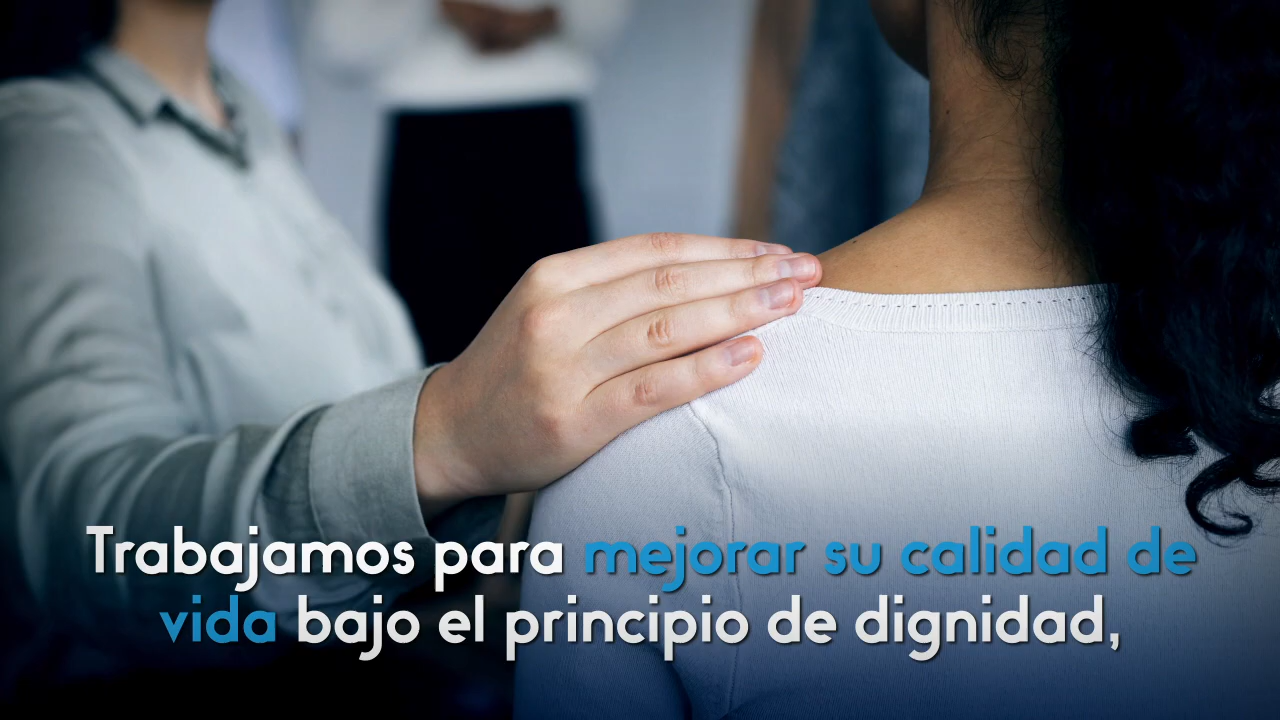 Trabajamos para mejorar su calidad de
vida bajo el principio de dignidad,